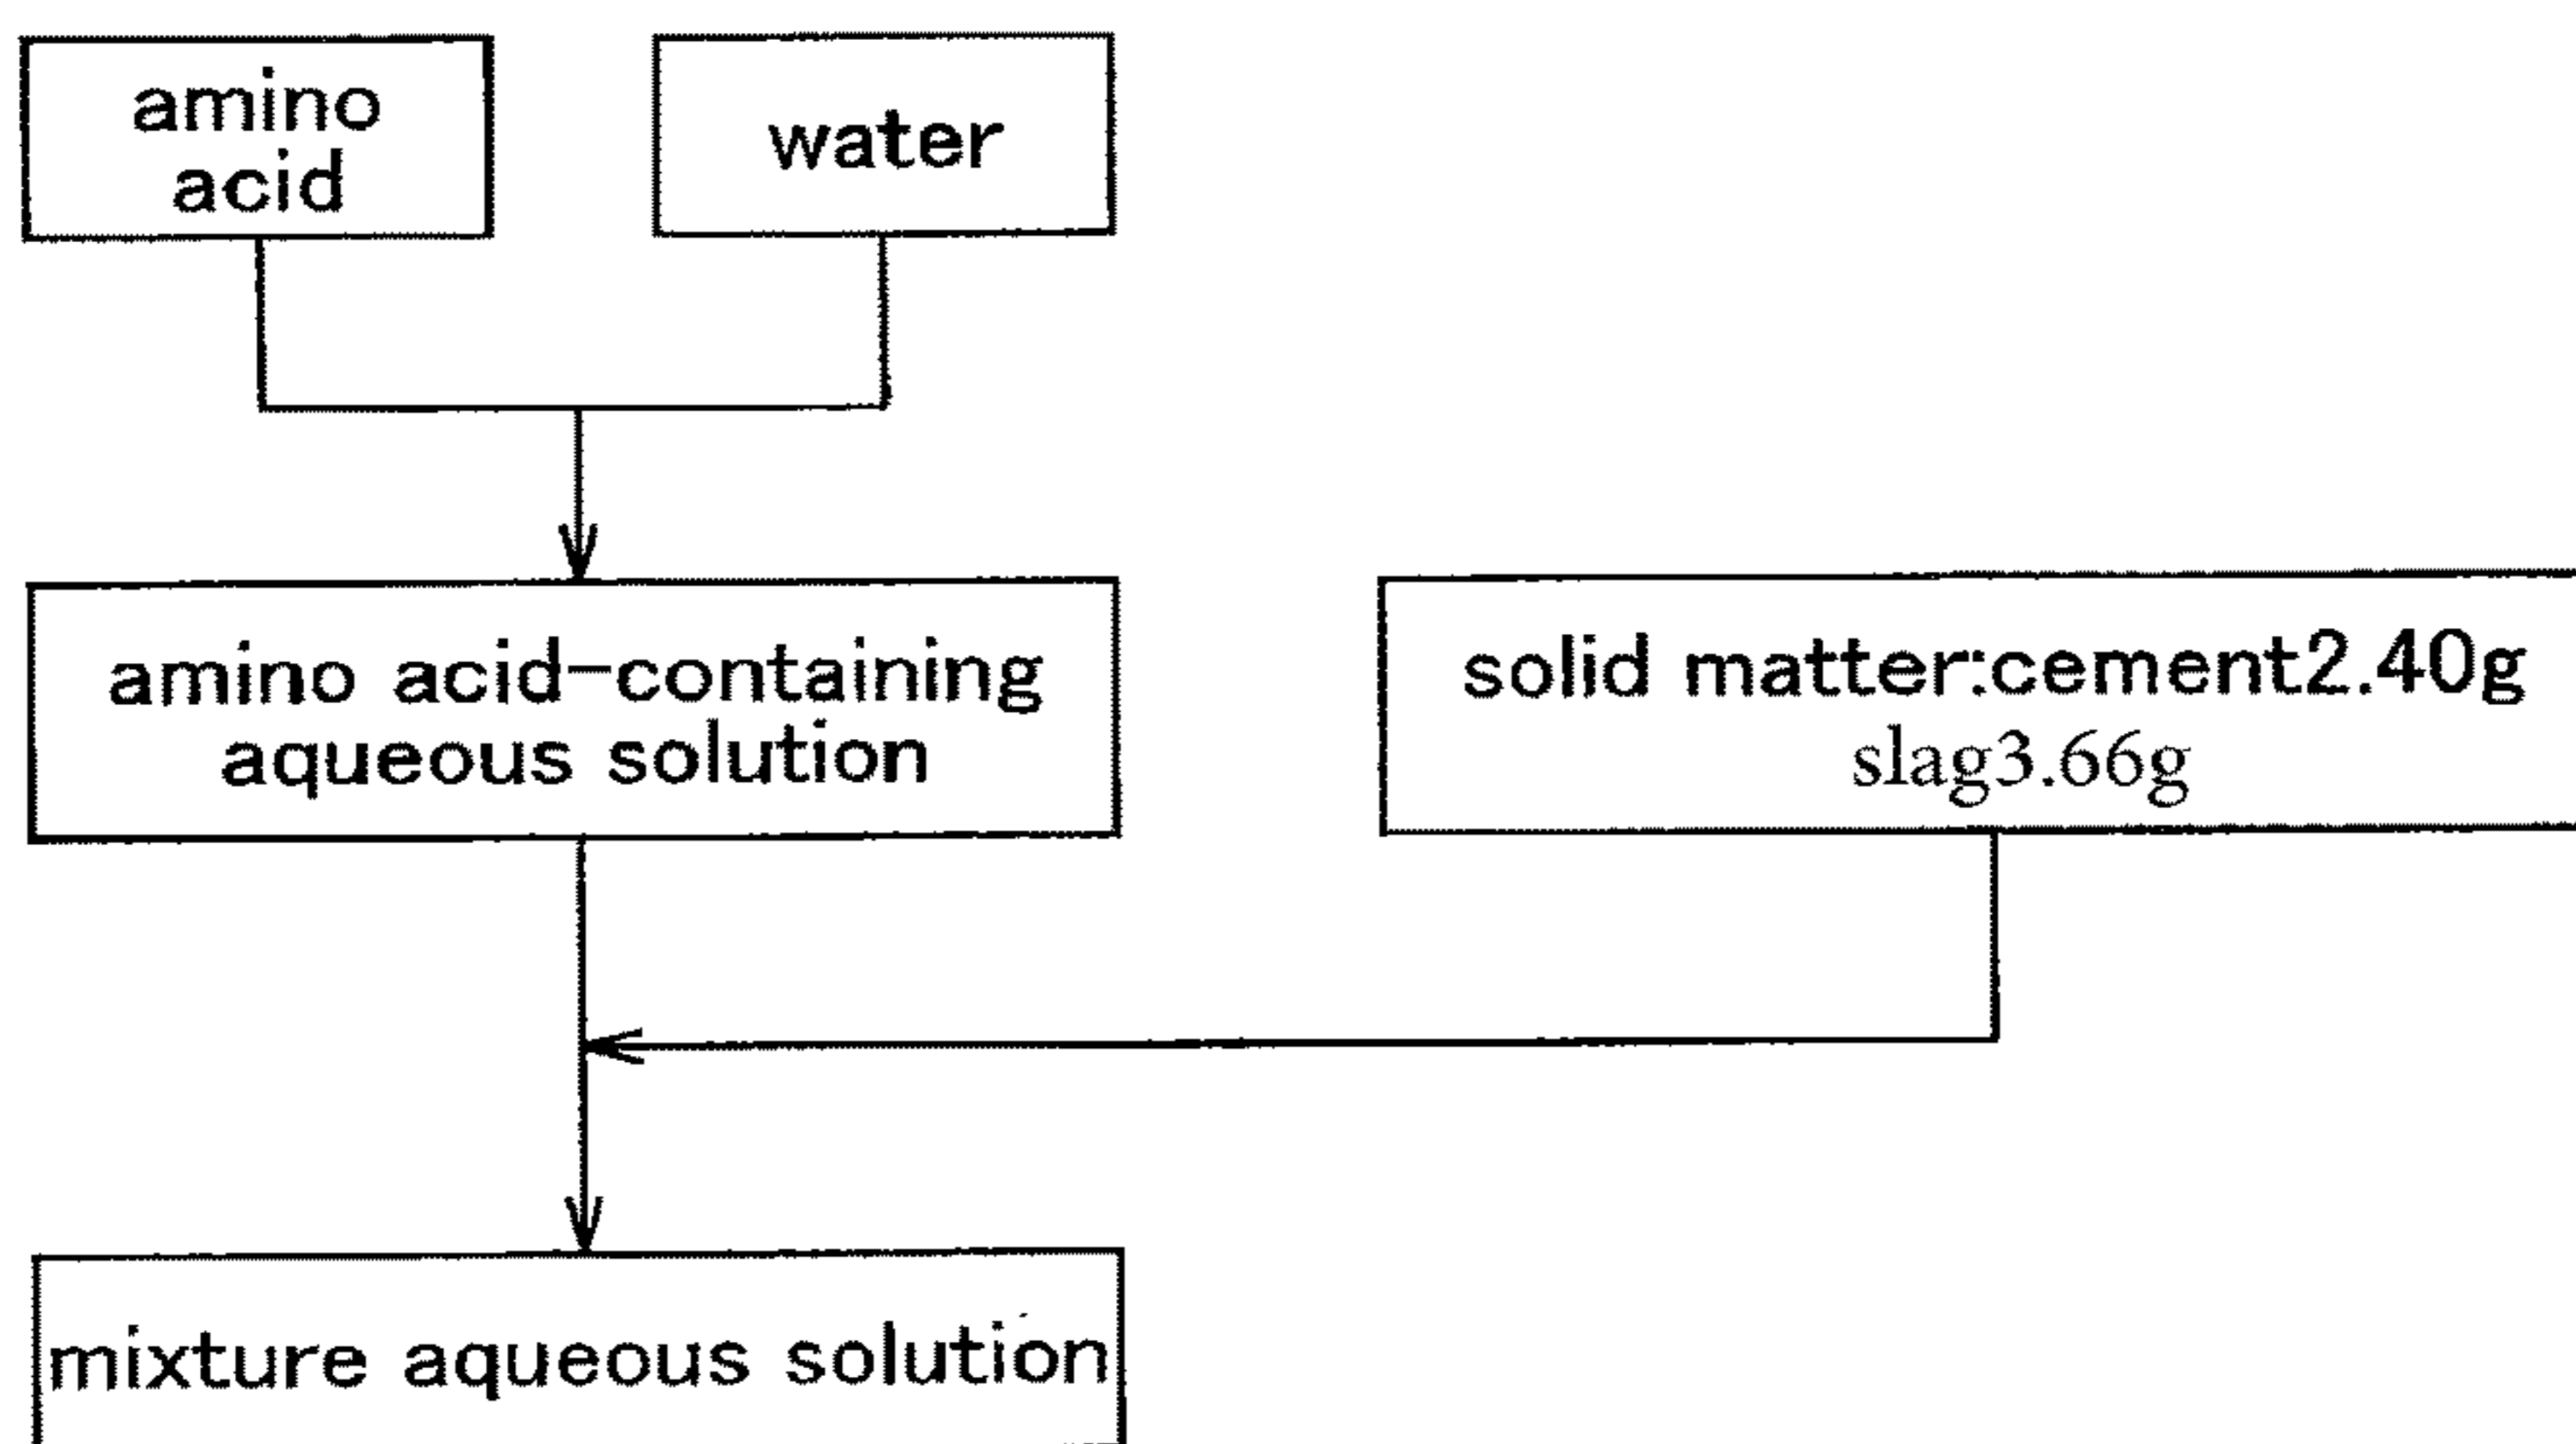 amino
acid
water
amino acid-containing
aqueous solution
solid matter:cement2.40g
slag3.66g
mixture aqueous solution